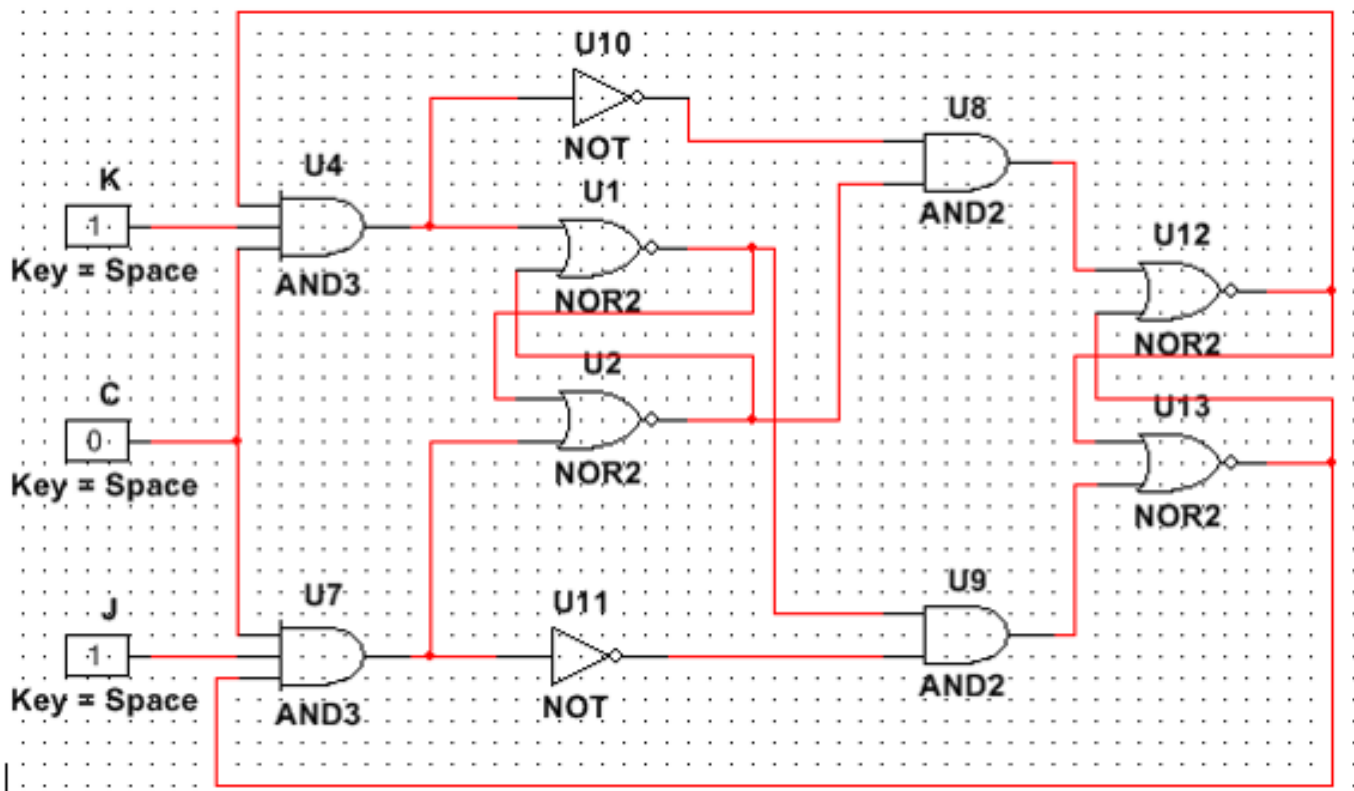 U10
NOT
U8
AND2
K
1
Key = Space
U4
AND3
U1
NOR2
U12
NOR2
C
0
Key = Space
U2
NOR2
U13
NOR2
J
1
Key = Space
U7
AND3
U11
NOT
U9
AND2